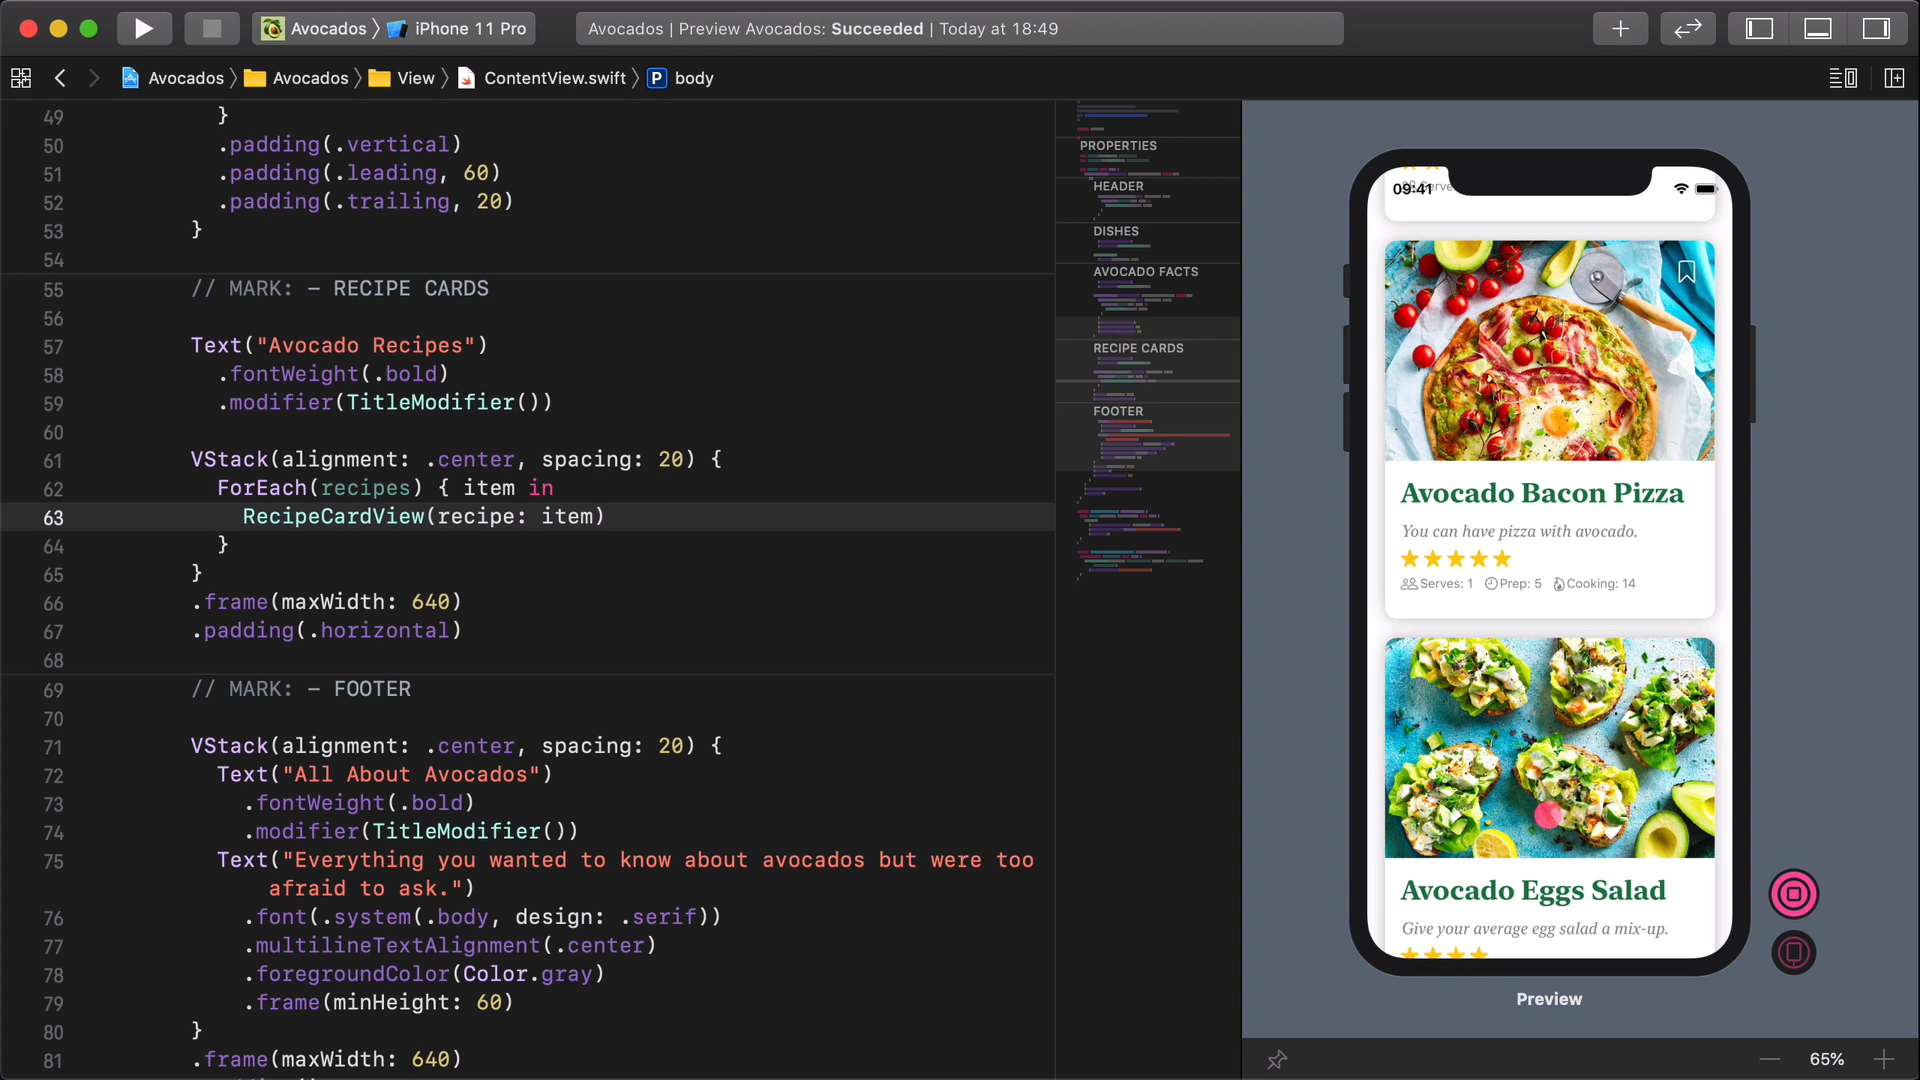 Avocados 〉 iPhone 11 Pro
Avocados | Preview Avocados: Succeeded | Today at 18:49
Avocados 〉 Avocados 〉 View 〉 ContentView.swift 〉 P body
49 }
50 .padding(.vertical)
51 .padding(.leading, 60)
52 .padding(.trailing, 20)
53 }
54
55 // MARK: - RECIPE CARDS
56
57 Text("Avocado Recipes")
58 .fontWeight(.bold)
59 .modifier(TitleModifier())
60
61 VStack(alignment: .center, spacing: 20) {
62 ForEach(recipes) { item in
63 RecipeCardView(recipe: item)
64 }
65 }
66 .frame(maxWidth: 640)
67 .padding(.horizontal)
68
69 // MARK: - FOOTER
70
71 VStack(alignment: .center, spacing: 20) {
72 Text("All About Avocados")
73 .fontWeight(.bold)
74 .modifier(TitleModifier())
75 Text("Everything you wanted to know about avocados but were too
afraid to ask.")
76 .font(.system(.body, design: .serif))
77 .multilineTextAlignment(.center)
78 .foregroundColor(Color.gray)
79 .frame(minHeight: 60)
80 }
81 .frame(maxWidth: 640)
PROPERTIES
HEADER
DISHES
AVOCADO FACTS
RECIPE CARDS
FOOTER
09:41
Avocado Bacon Pizza
You can have pizza with avocado.
Serves: 1 Prep: 5 Cooking: 14
Avocado Eggs Salad
Give your average egg salad a mix-up.
Preview
65%